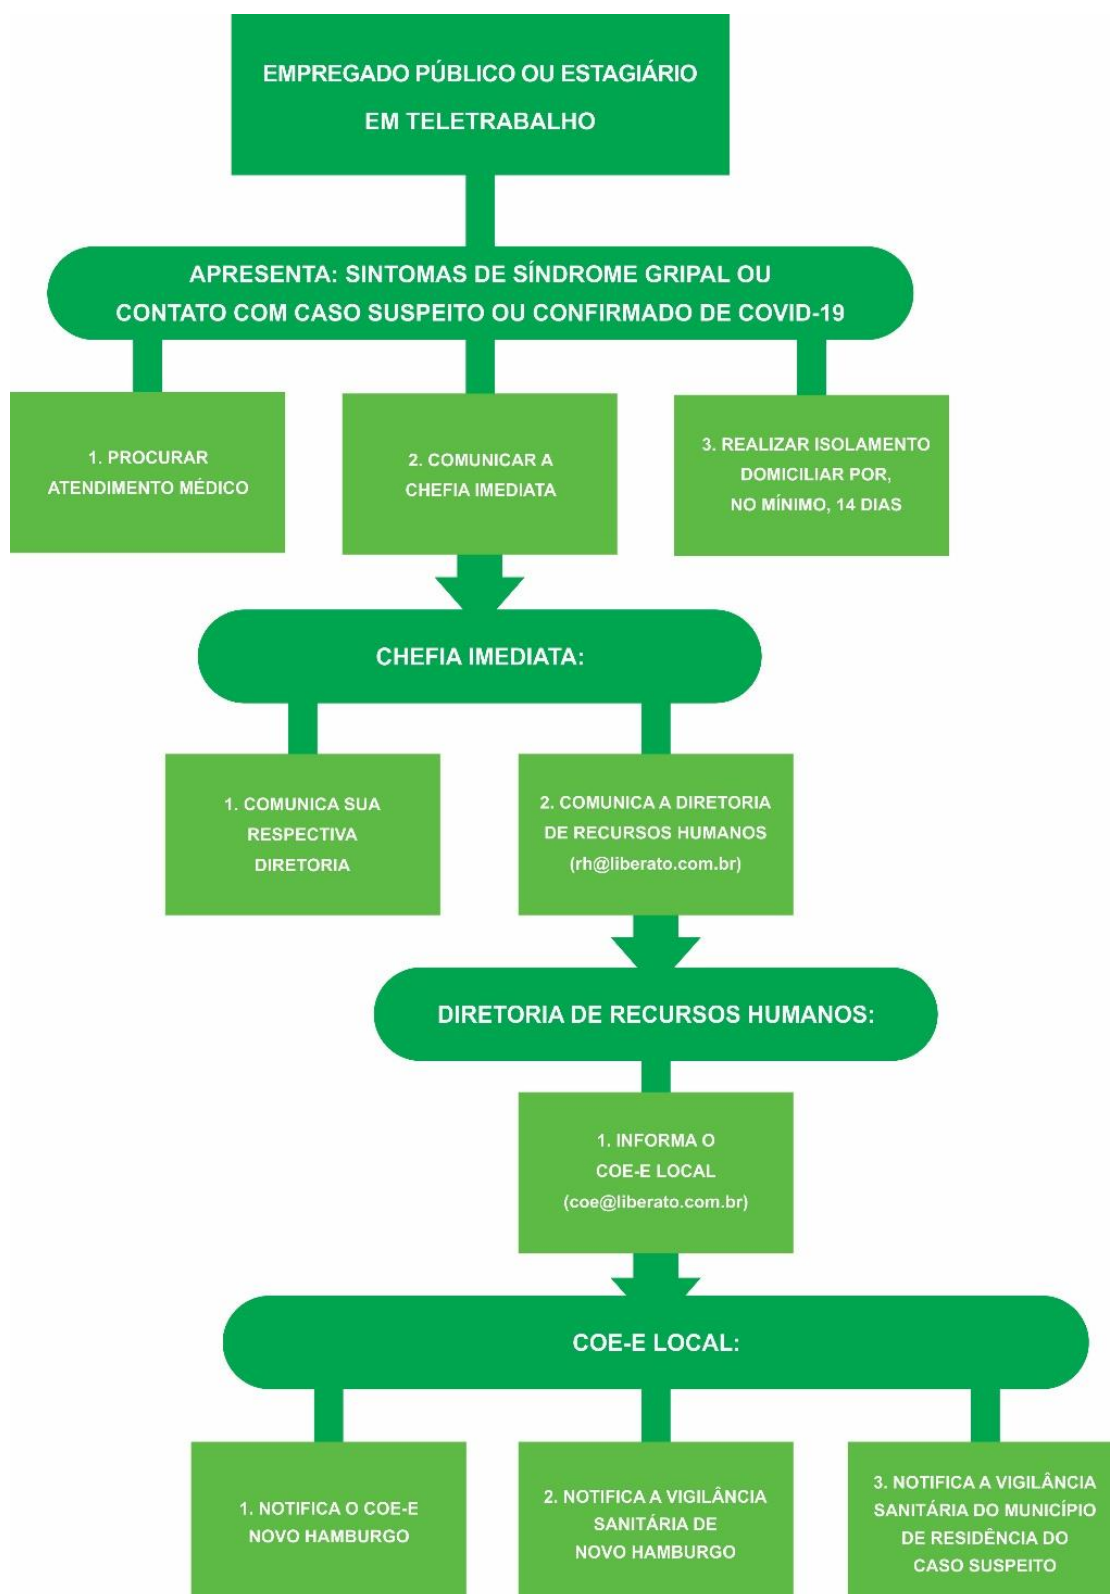 EMPREGADO PÚBLICO OU ESTAGIÁRIO
EM TELETRABALHO
APRESENTA: SINTOMAS DE SÍNDROME GRIPAL OU
CONTATO COM CASO SUSPEITO OU CONFIRMADO DE COVID-19
1. PROCURAR
ATENDIMENTO MÉDICO
2. COMUNICAR A
CHEFIA IMEDIATA
3. REALIZAR ISOLAMENTO
DOMICILIAR POR,
NO MÍNIMO, 14 DIAS
CHEFIA IMEDIATA:
1. COMUNICA SUA
RESPECTIVA
DIRETORIA
2. COMUNICA A DIRETORIA
DE RECURSOS HUMANOS
(rh@liberato.com.br)
DIRETORIA DE RECURSOS HUMANOS:
1. INFORMA O
COE-E LOCAL
(coe@liberato.com.br)
COE-E LOCAL:
1. NOTIFICA O COE-E
NOVO HAMBURGO
2. NOTIFICA A VIGILÂNCIA
SANITÁRIA DE
NOVO HAMBURGO
3. NOTIFICA A VIGILÂNCIA
SANITÁRIA DO MUNICÍPIO
DE RESIDÊNCIA DO
CASO SUSPEITO